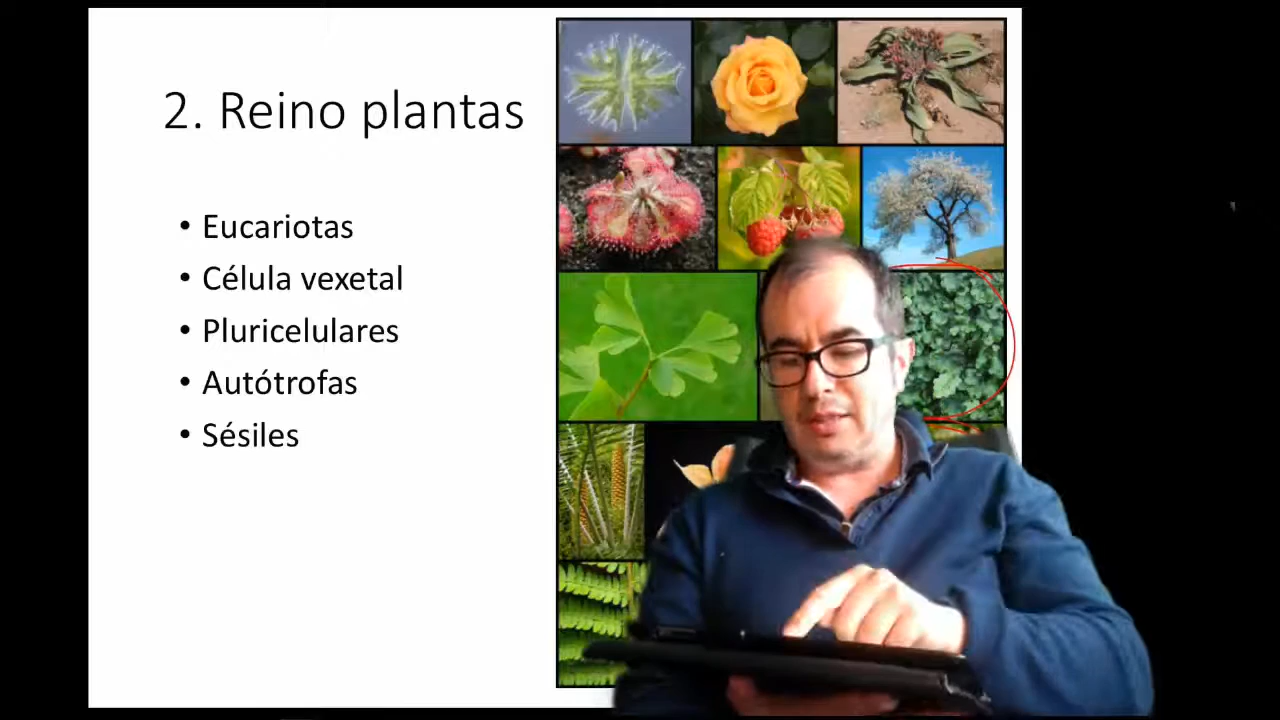 2. Reino plantas
• Eucariotas
• Célula vexetal
• Pluricelulares
• Autótrofas
• Sésiles